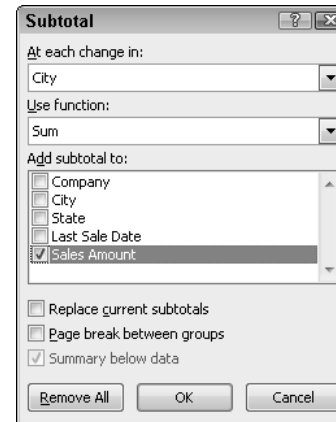 Subtotal
At each change in:
City
Use function:
Sum
Add subtotal to:
Company
City
State
Last Sale Date
Sales Amount
Replace current subtotals
Page break between groups
Summary below data
Remove All OK Cancel